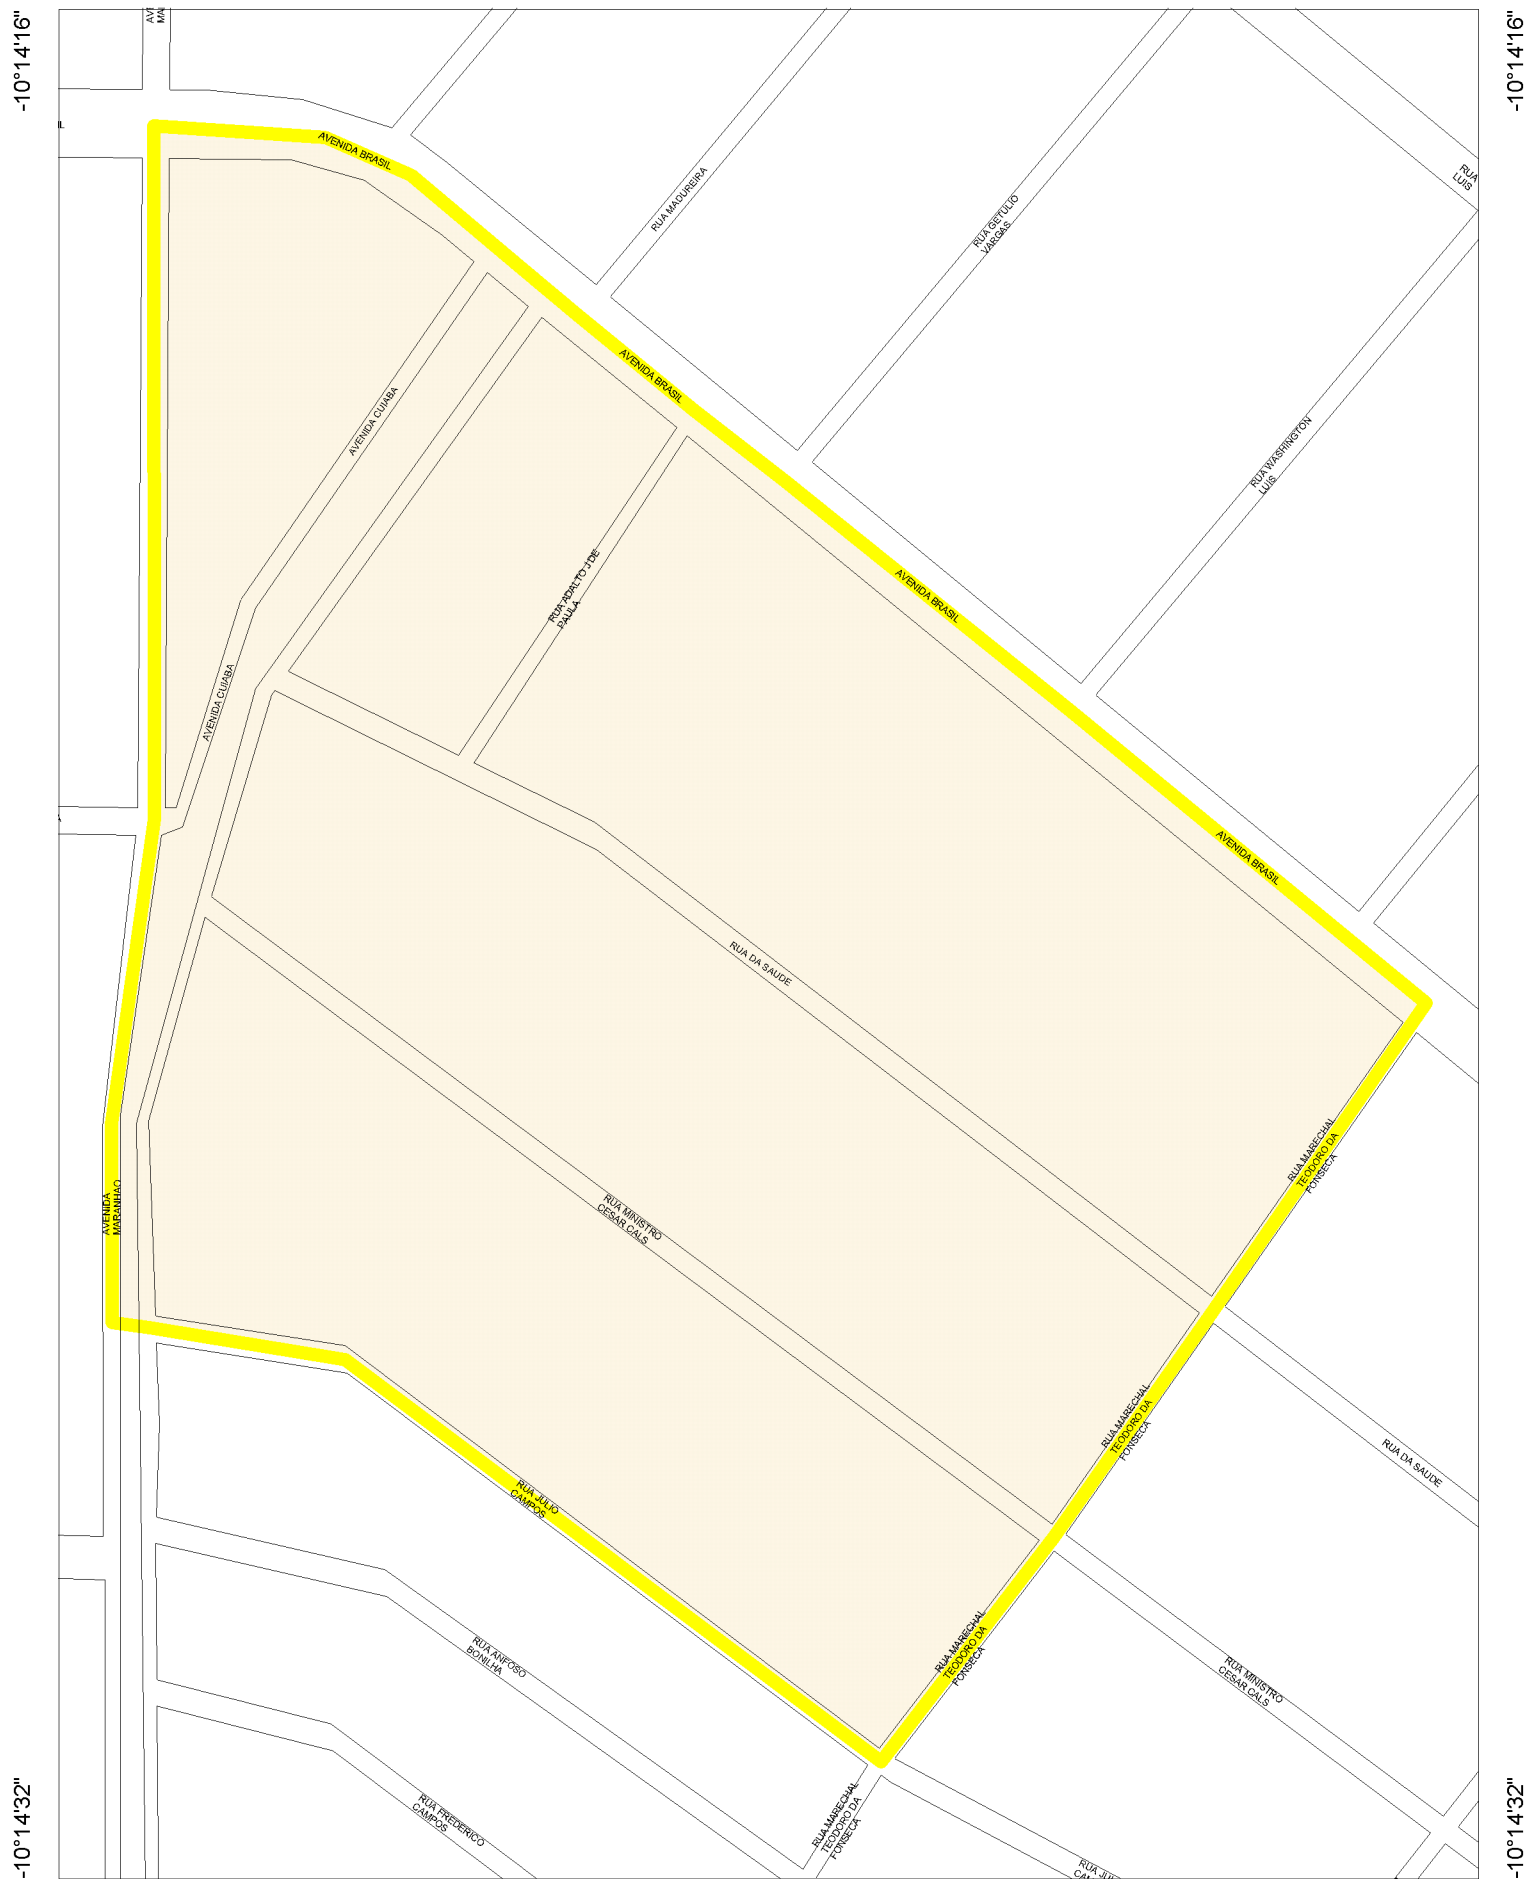 -10°14'16"
-10°14'16"
AVENIDA BRASIL
RUA MADUREIRA
RUA
LUIS
RUA GETULIO
VARGAS
AVENIDA BRASIL
AVENIDA CUIABA
RUA WASHINGTON
LUIS
RUA ADALTO J DE
PAULA
AVENIDA BRASIL
AVENIDA CUIABA
AVENIDA BRASIL
RUA DA SAUDE
RUA MARECHAL
TEODORO DA
FONSECA
AVENIDA
MARANHAO
RUA MINISTRO
CESAR CALS
RUA MARECHAL
TEODORO DA
FONSECA
RUA DA SAUDE
RUA JULIO
CAMPOS
RUA ANFOSO
BONILHA
RUA MARECHAL
TEODORO DA
FONSECA
RUA MINISTRO
CESAR CALS
RUA FREDERICO
CAMPOS
RUA MARECHAL
TEODORO DA
FONSECA
-10°14'32"
-10°14'32"